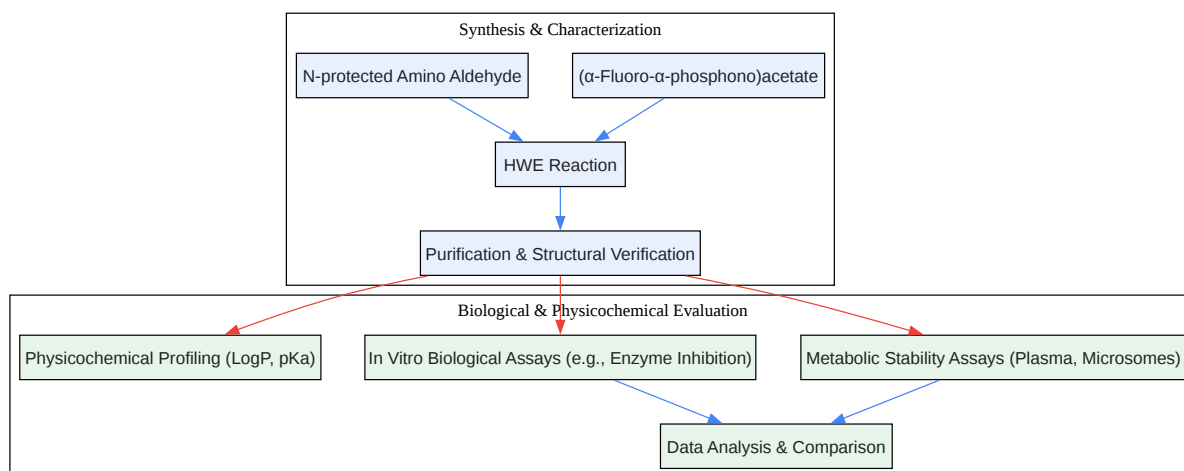 Synthesis & Characterization
N-protected Amino Aldehyde
(α-Fluoro-α-phosphono)acetate
HWE Reaction
Purification & Structural Verification
Biological & Physicochemical Evaluation
Physicochemical Profiling (LogP, pKa)
In Vitro Biological Assays (e.g., Enzyme Inhibition)
Metabolic Stability Assays (Plasma, Microsomes)
Data Analysis & Comparison